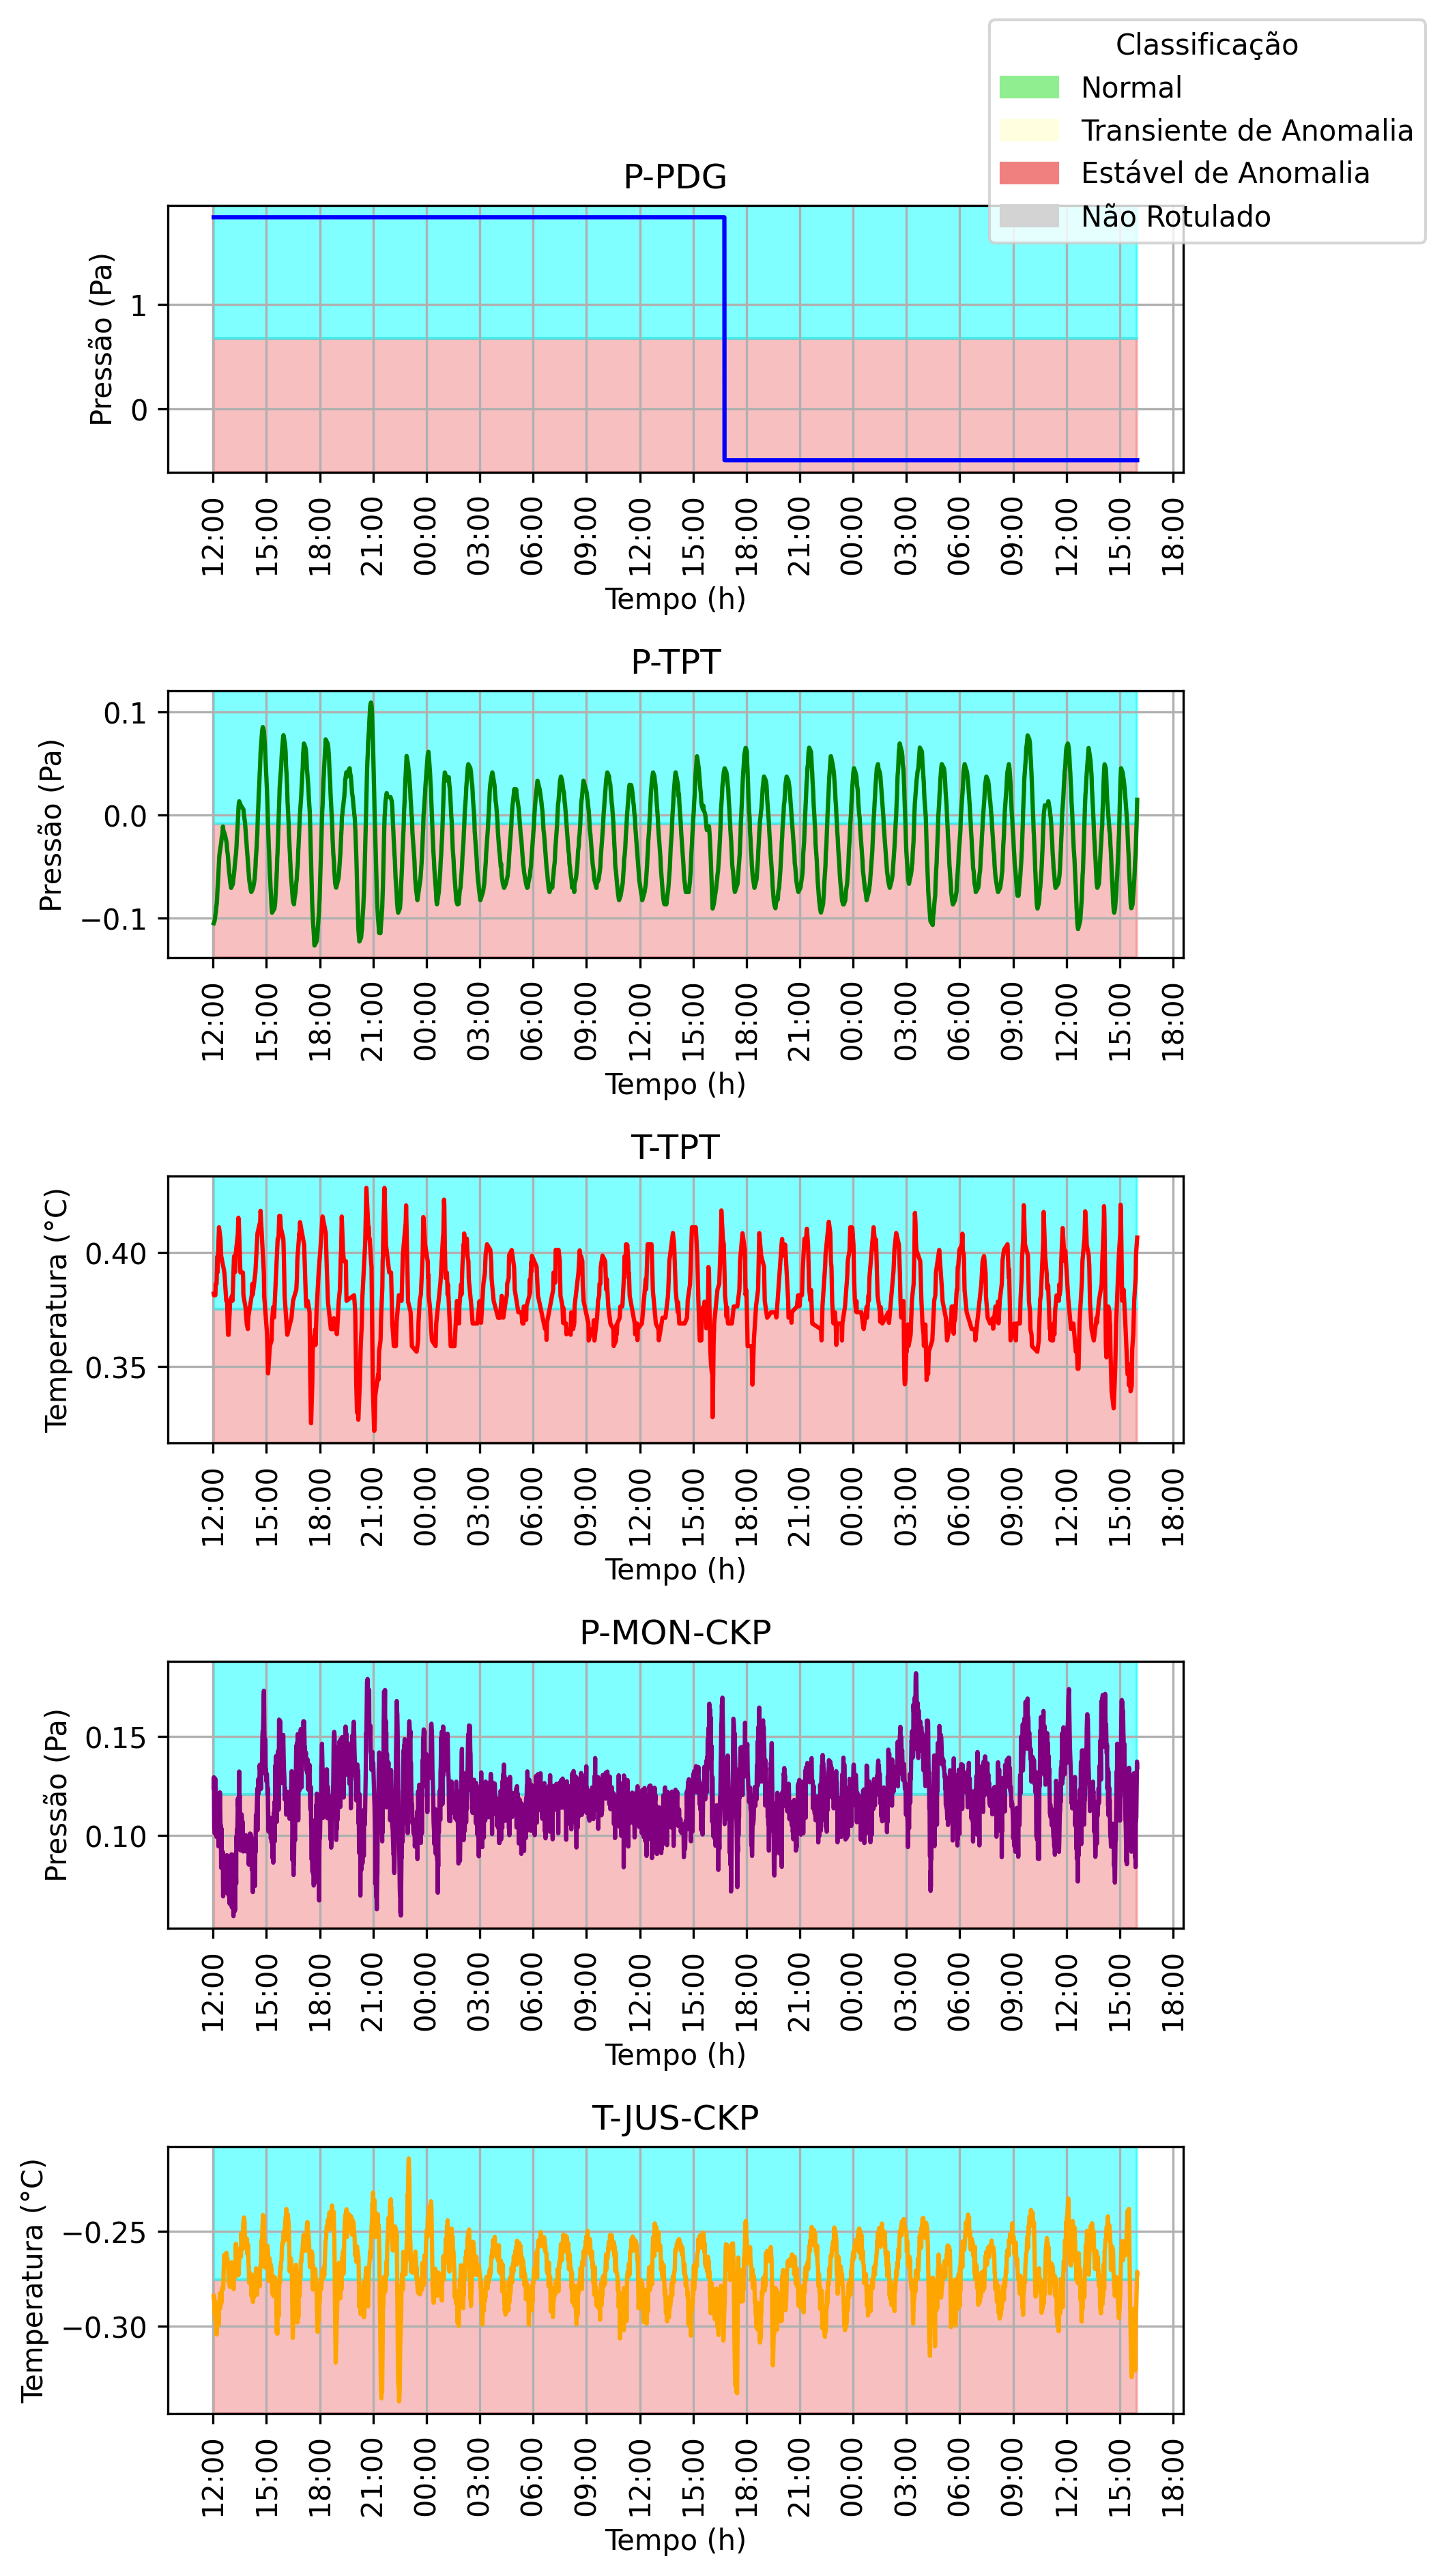 Classificação
Normal
Transiente de Anomalia
Estável de Anomalia
Não Rotulado
P-PDG
Pressão (Pa)
1
0
12:00 15:00 18:00 21:00 00:00 03:00 06:00 09:00 12:00 15:00 18:00 21:00 00:00 03:00 06:00 09:00 12:00 15:00 18:00
Tempo (h)
P-TPT
Pressão (Pa)
0.1
0.0
−0.1
12:00 15:00 18:00 21:00 00:00 03:00 06:00 09:00 12:00 15:00 18:00 21:00 00:00 03:00 06:00 09:00 12:00 15:00 18:00
Tempo (h)
T-TPT
Temperatura (°C)
0.40
0.35
12:00 15:00 18:00 21:00 00:00 03:00 06:00 09:00 12:00 15:00 18:00 21:00 00:00 03:00 06:00 09:00 12:00 15:00 18:00
Tempo (h)
P-MON-CKP
Pressão (Pa)
0.15
0.10
12:00 15:00 18:00 21:00 00:00 03:00 06:00 09:00 12:00 15:00 18:00 21:00 00:00 03:00 06:00 09:00 12:00 15:00 18:00
Tempo (h)
T-JUS-CKP
Temperatura (°C)
−0.25
−0.30
12:00 15:00 18:00 21:00 00:00 03:00 06:00 09:00 12:00 15:00 18:00 21:00 00:00 03:00 06:00 09:00 12:00 15:00 18:00
Tempo (h)